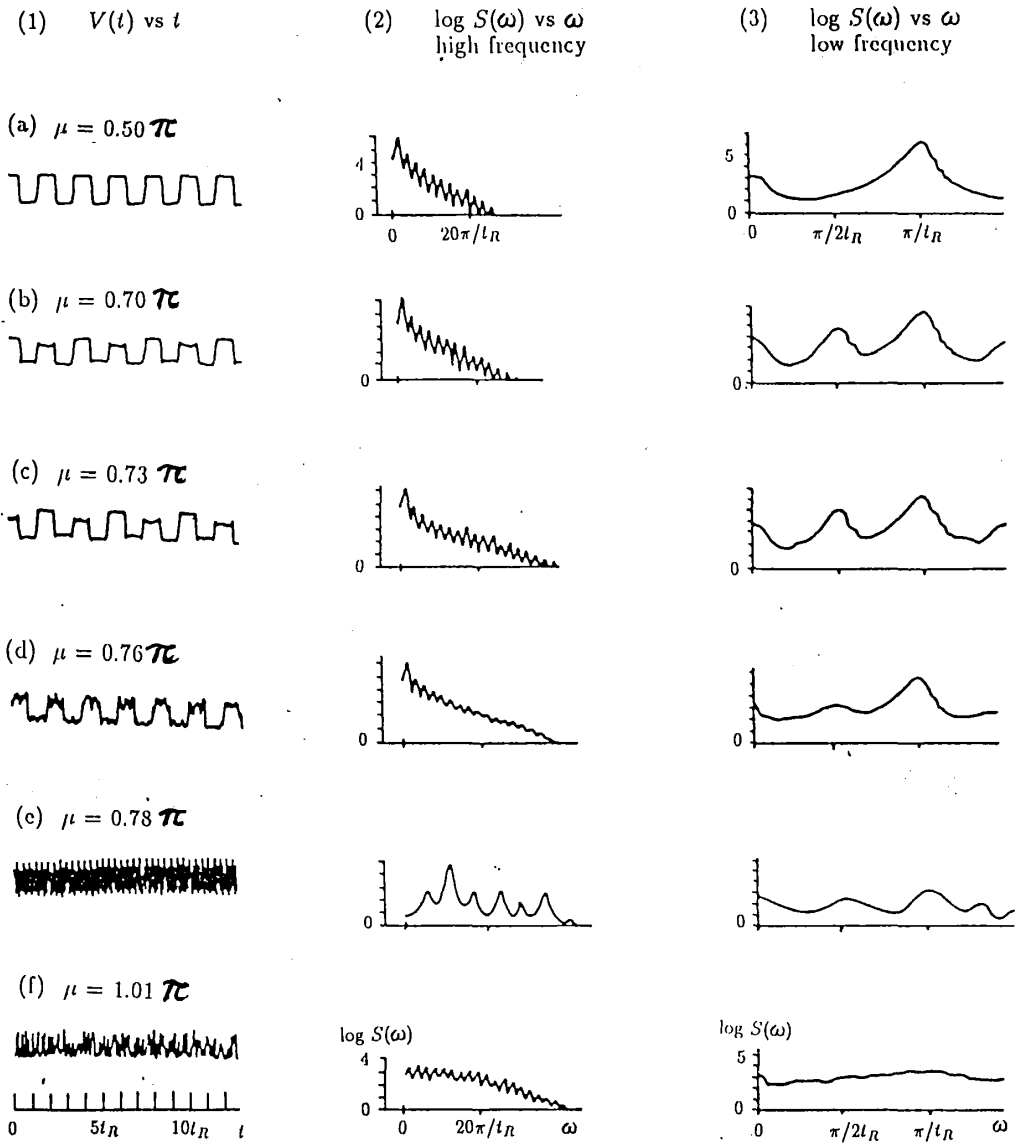 (1) V(t) vs t (2) log S(ω) vs ω (3) log S(ω) vs ω
high frequency low frequency
(a) μ = 0.50 π
4
0
0 20π/t_R
5
0
0 π/2t_R π/t_R
(b) μ = 0.70 π
0
0
(c) μ = 0.73 π
0
0
(d) μ = 0.76 π
0
0
(e) μ = 0.78 π
0
0
(f) μ = 1.01 π
log S(ω)
4
0
0 20π/t_R ω
log S(ω)
5
0
0 π/2t_R π/t_R ω
0 5t_R 10t_R t